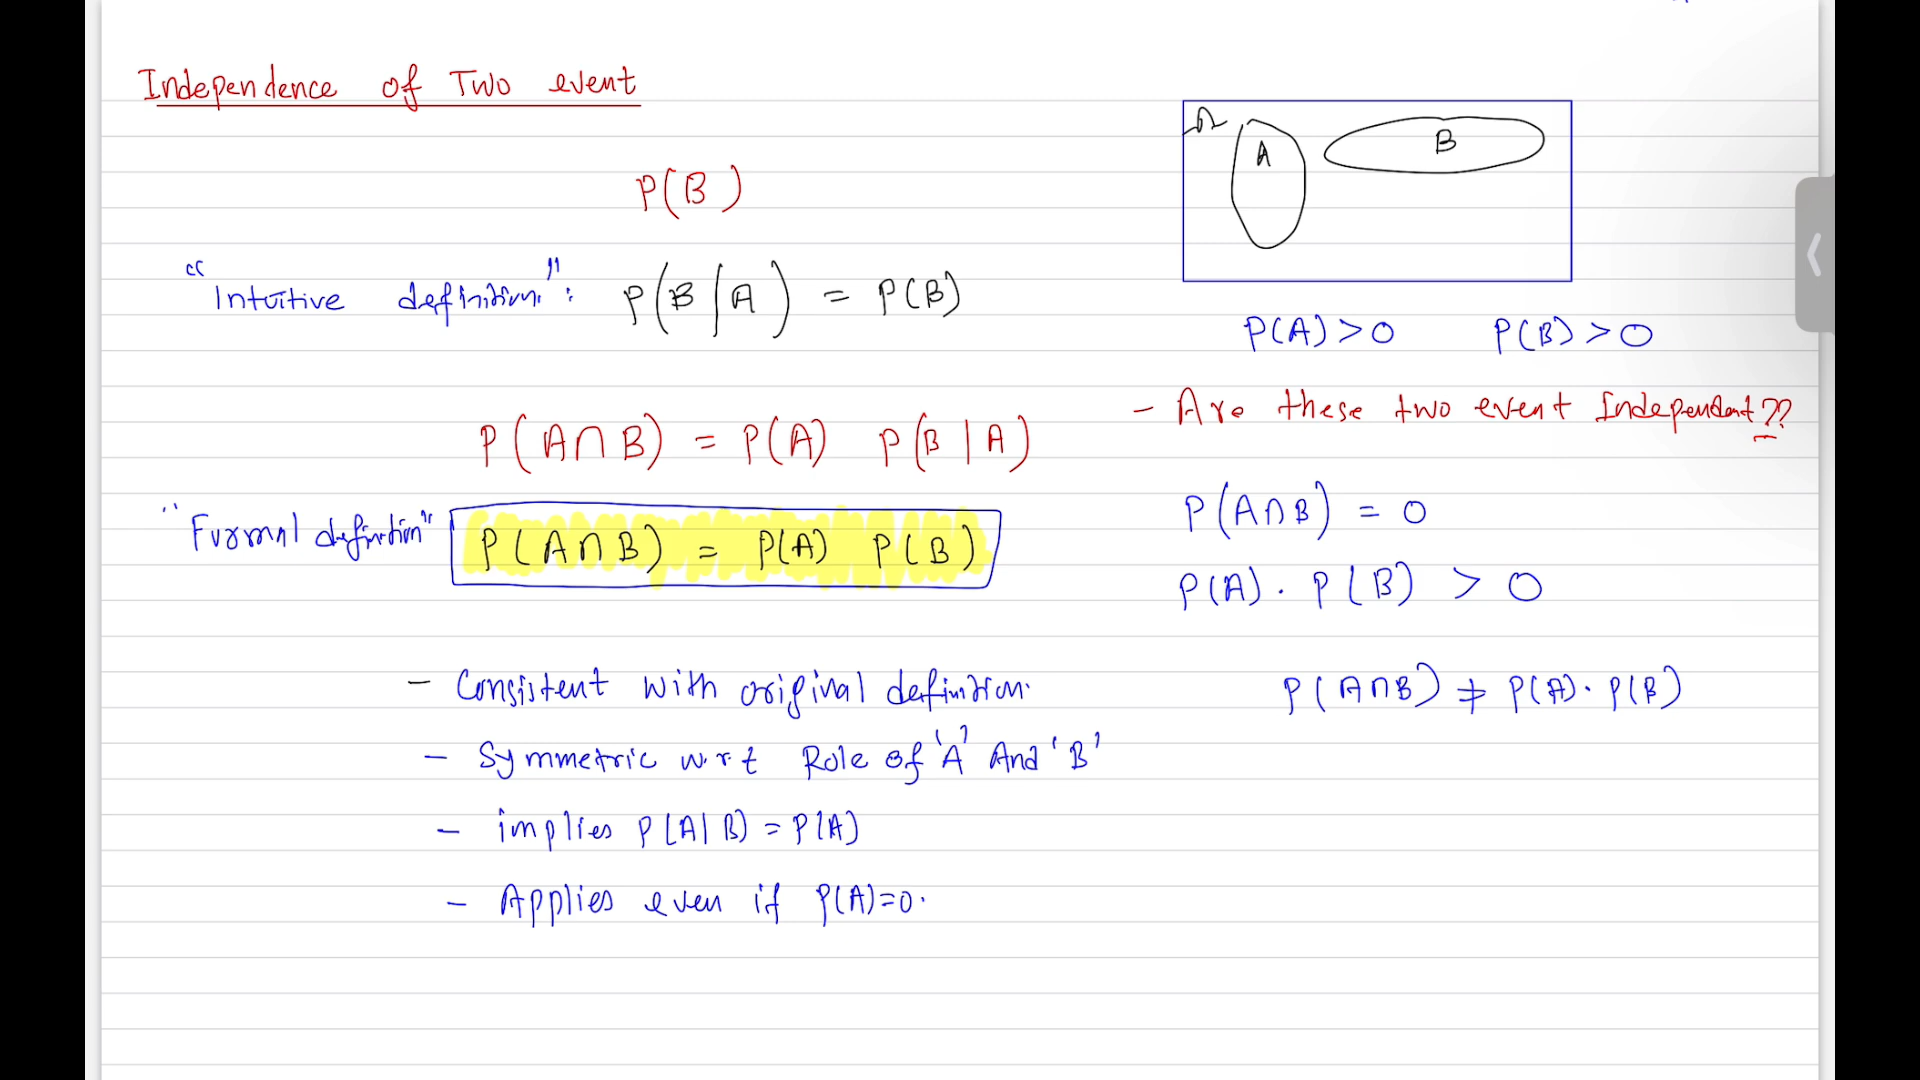 Independence of Two event
P(B)
"Intuitive definition": P(B|A) = P(B)
P(A∩B) = P(A) P(B|A)
"Formal definition" P(A∩B) = P(A) P(B)
- Consistent with original definition.
- Symmetric w.r.t Role of 'A' And 'B'
- implies P(A|B) = P(A)
- Applies even if P(A)=0.
Ω
A
B
P(A)>0 P(B)>0
- Are these two event Independent??
P(A∩B) = 0
P(A). P(B) > 0
P(A∩B) ≠ P(A). P(B)